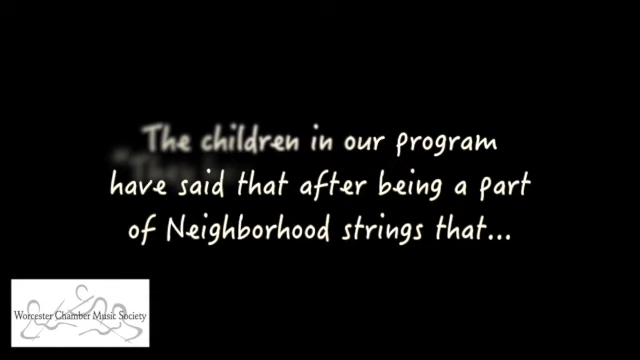 The children in our program
have said that after being a part
of Neighborhood strings that...
Worcester Chamber Music Society